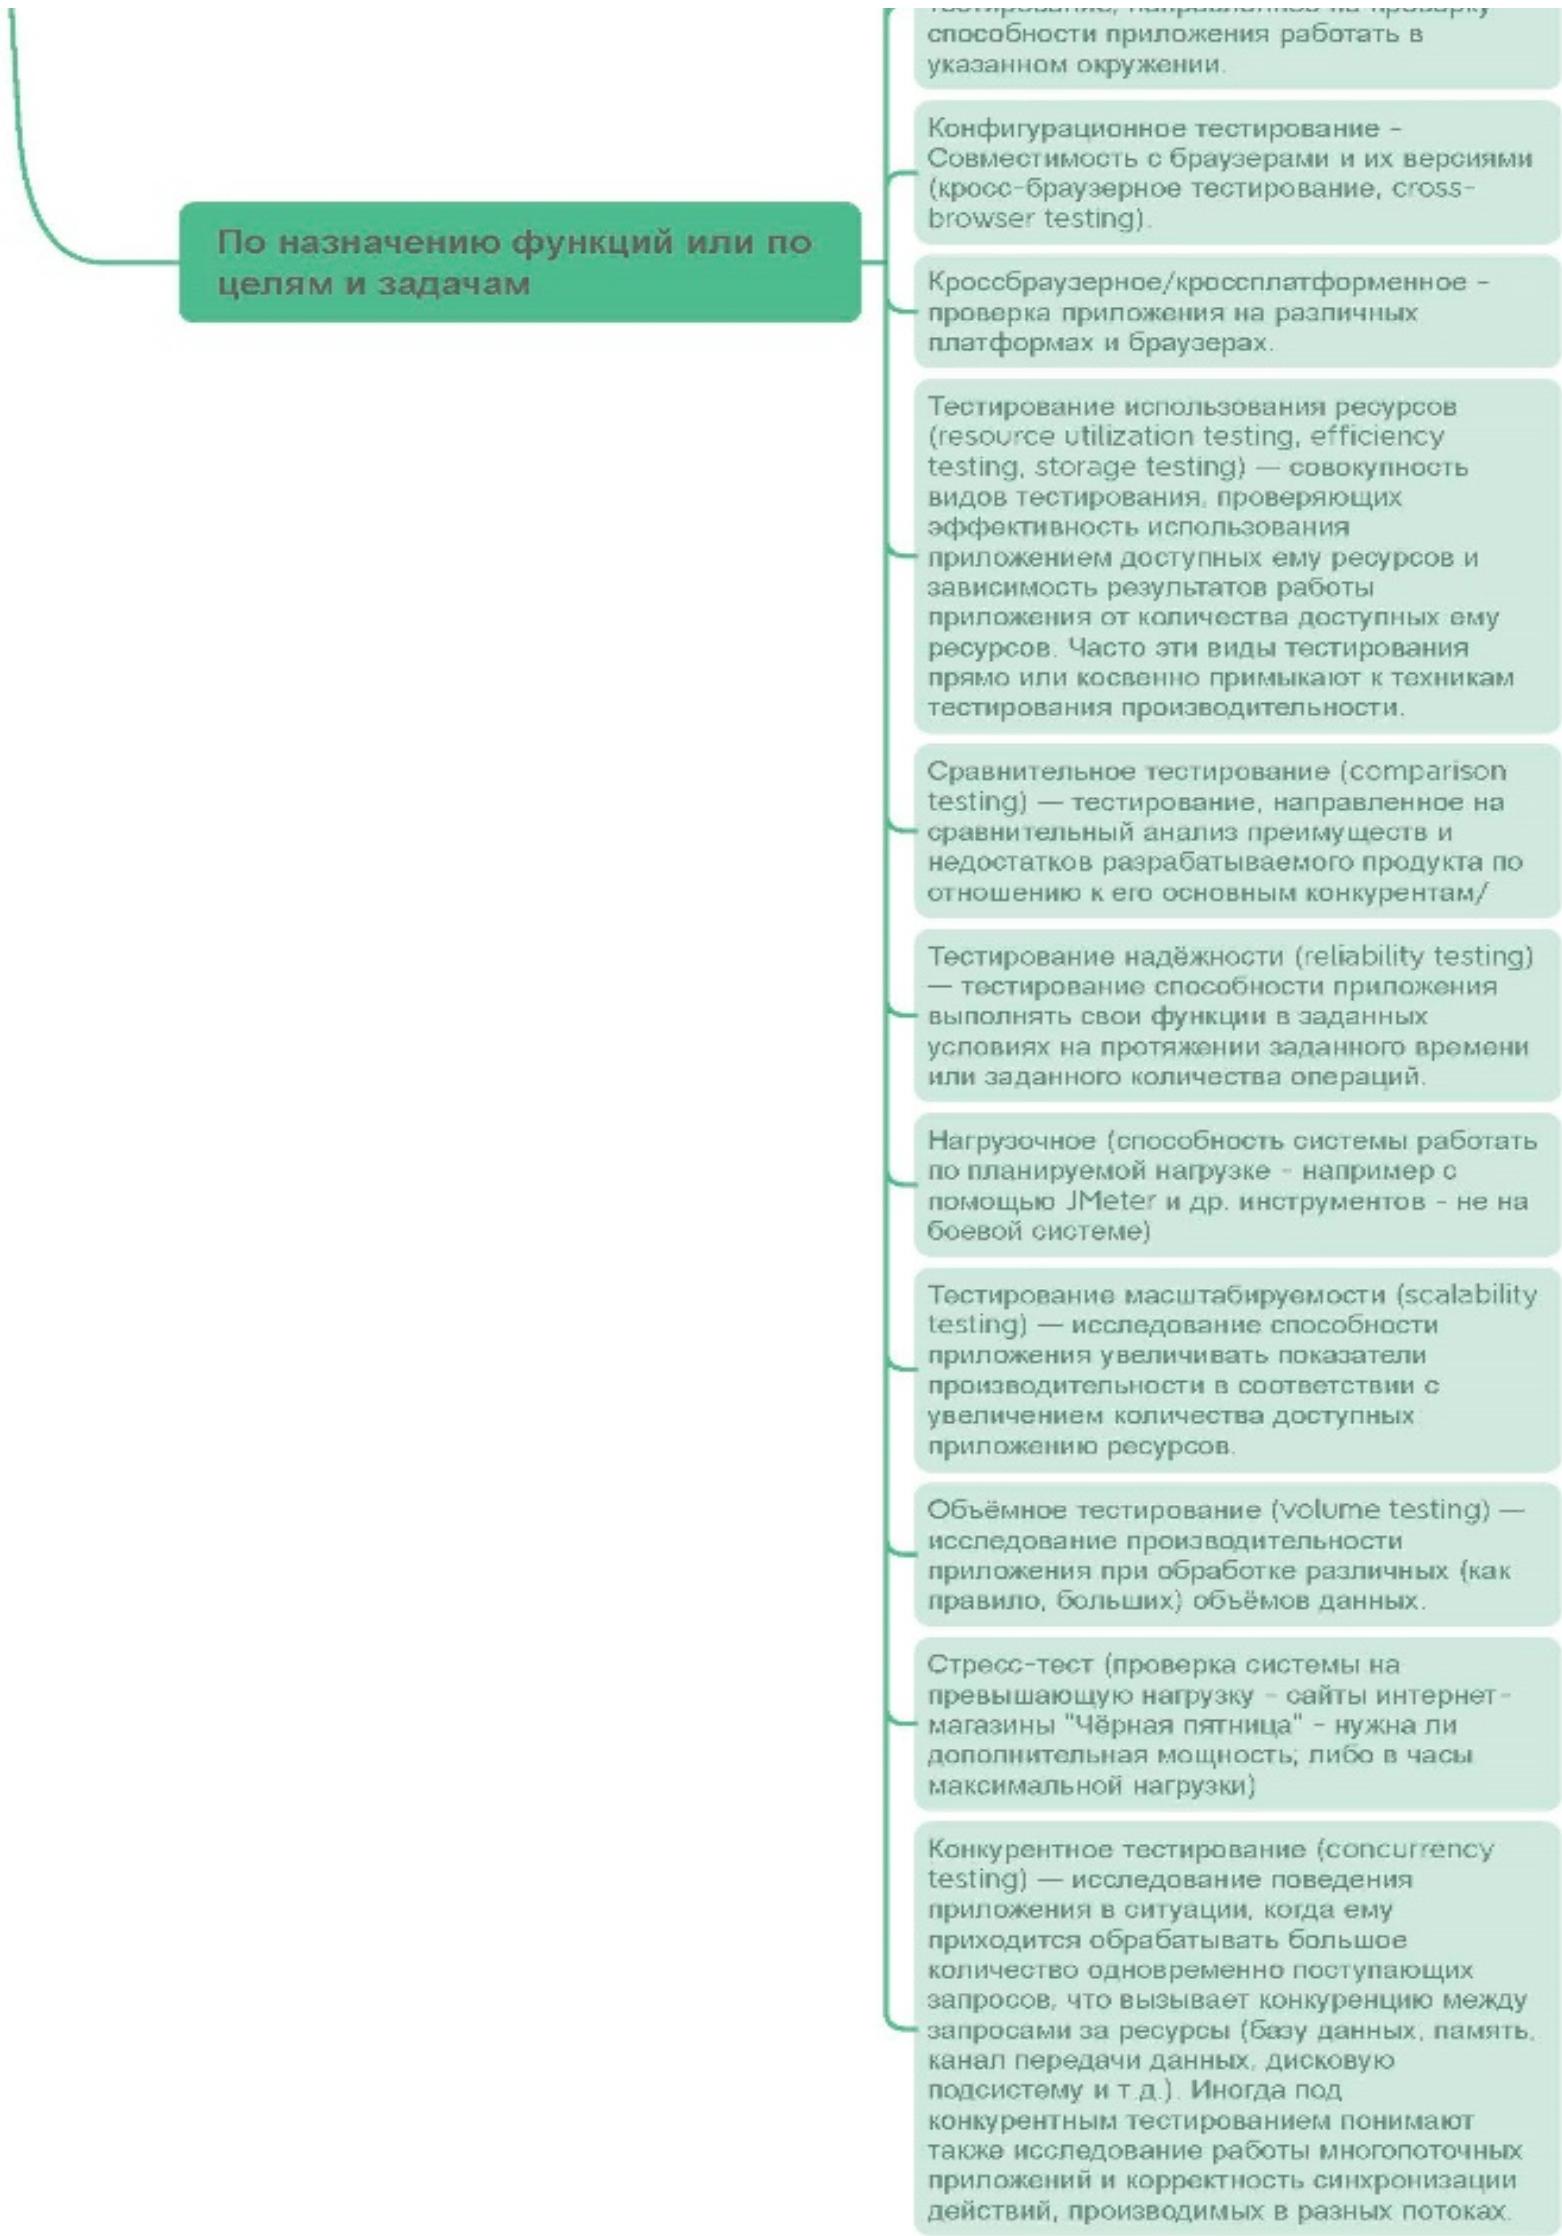 способности приложения работать в
указанном окружении.
Конфигурационное тестирование -
Совместимость с браузерами и их версиями
(кросс-браузерное тестирование, cross-
browser testing).
По назначению функций или по
целям и задачам
Кроссбраузерное/кроссплатформенное -
проверка приложения на различных
платформах и браузерах.
Тестирование использования ресурсов
(resource utilization testing, efficiency
testing, storage testing) — совокупность
видов тестирования, проверяющих
эффективность использования
приложением доступных ему ресурсов и
зависимость результатов работы
приложения от количества доступных ему
ресурсов. Часто эти виды тестирования
прямо или косвенно примыкают к техникам
тестирования производительности.
Сравнительное тестирование (comparison
testing) — тестирование, направленное на
сравнительный анализ преимуществ и
недостатков разрабатываемого продукта по
отношению к его основным конкурентам/
Тестирование надёжности (reliability testing)
— тестирование способности приложения
выполнять свои функции в заданных
условиях на протяжении заданного времени
или заданного количества операций.
Нагрузочное (способность системы работать
по планируемой нагрузке - например с
помощью JMeter и др. инструментов - не на
боевой системе)
Тестирование масштабируемости (scalability
testing) — исследование способности
приложения увеличивать показатели
производительности в соответствии с
увеличением количества доступных
приложению ресурсов.
Объёмное тестирование (volume testing) —
исследование производительности
приложения при обработке различных (как
правило, больших) объёмов данных.
Стресс-тест (проверка системы на
превышающую нагрузку - сайты интернет-
магазины "Чёрная пятница" - нужна ли
дополнительная мощность; либо в часы
максимальной нагрузки)
Конкурентное тестирование (concurrency
testing) — исследование поведения
приложения в ситуации, когда ему
приходится обрабатывать большое
количество одновременно поступающих
запросов, что вызывает конкуренцию между
запросами за ресурсы (базу данных, память,
канал передачи данных, дисковую
подсистему и т.д.). Иногда под
конкурентным тестированием понимают
также исследование работы многопоточных
приложений и корректность синхронизации
действий, производимых в разных потоках.